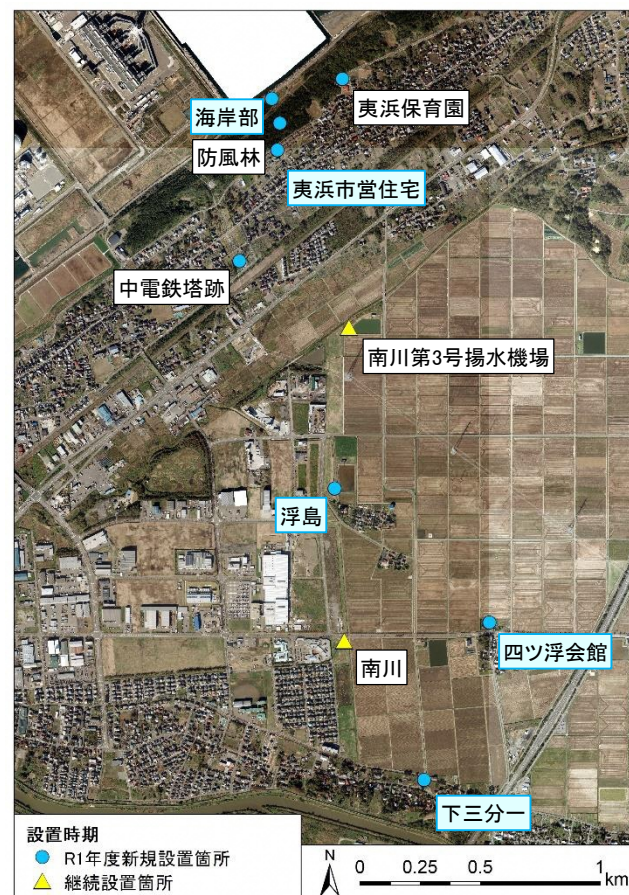 夷浜保育園
海岸部
防風林
夷浜市営住宅
中電鉄塔跡
南川第3号揚水機場
浮島
四ツ浮会館
南川
下三分一
設置時期
R1年度新規設置箇所
継続設置箇所
N
0 0.25 0.5 1
km